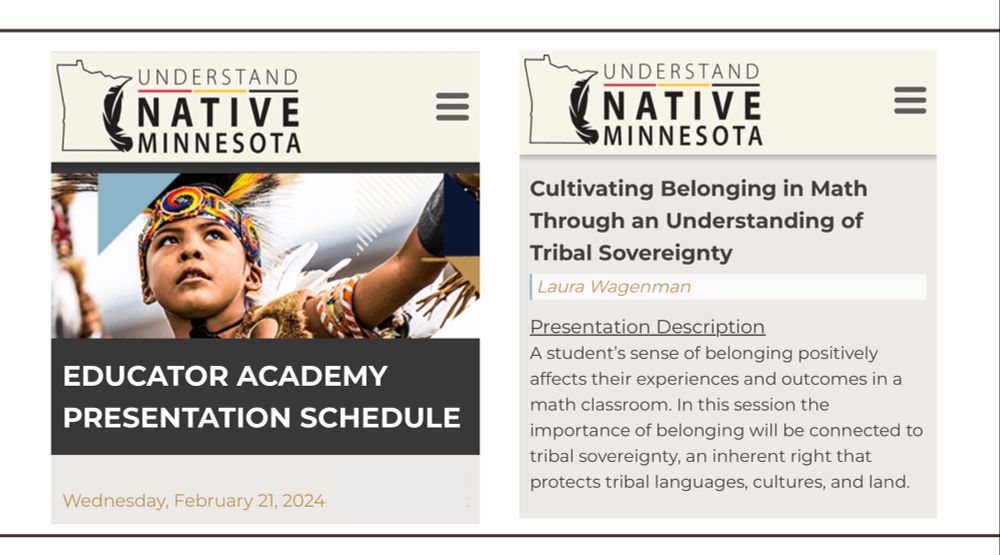 UNDERSTAND
NATIVE
MINNESOTA
EDUCATOR ACADEMY
PRESENTATION SCHEDULE
Wednesday, February 21, 2024
UNDERSTAND
NATIVE
MINNESOTA
Cultivating Belonging in Math
Through an Understanding of
Tribal Sovereignty
Laura Wagenman
Presentation Description
A student’s sense of belonging positively
affects their experiences and outcomes in a
math classroom. In this session the
importance of belonging will be connected to
tribal sovereignty, an inherent right that
protects tribal languages, cultures, and land.